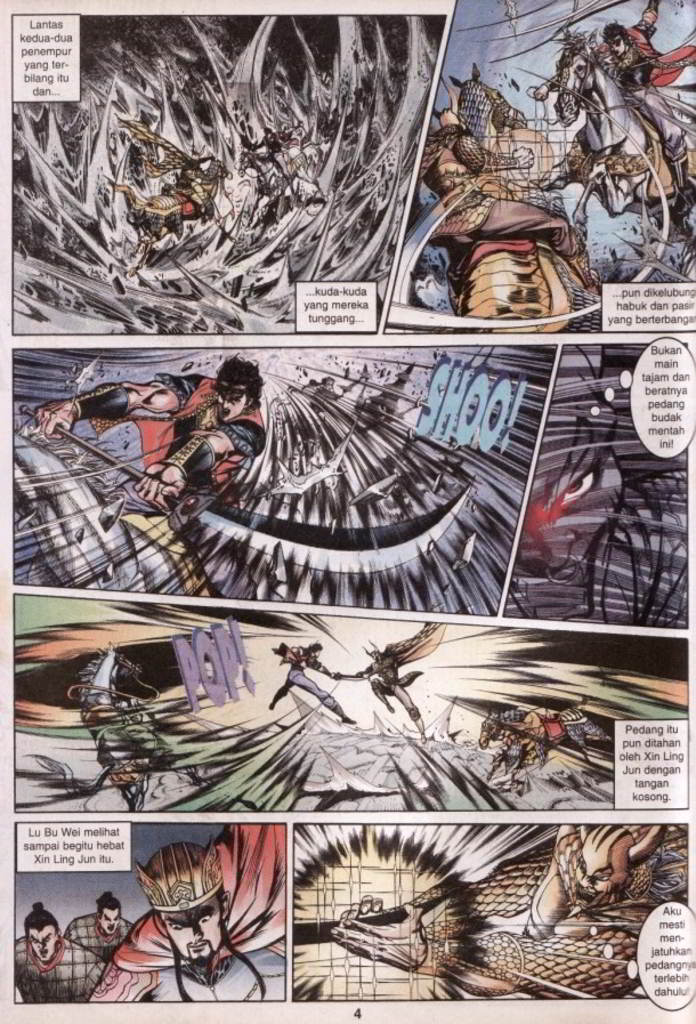 Lantas
kedua-dua
penempur
yang ter-
bilang itu
dan...
...kuda-kuda
yang mereka
tunggang...
...pun dikelubung
habuk dan pasir
yang berterbangan
SHOO!
Bukan
main
tajam dan
beratnya
pedang
budak
mentah
ini!
POP!
Pedang itu
pun ditahan
oleh Xin Ling
Jun dengan
tangan
kosong.
Lu Bu Wei melihat
sampai begitu hebat
Xin Ling Jun itu.
Aku
mesti
men-
jatuhkan
pedangnya
terlebih
dahulu!
4